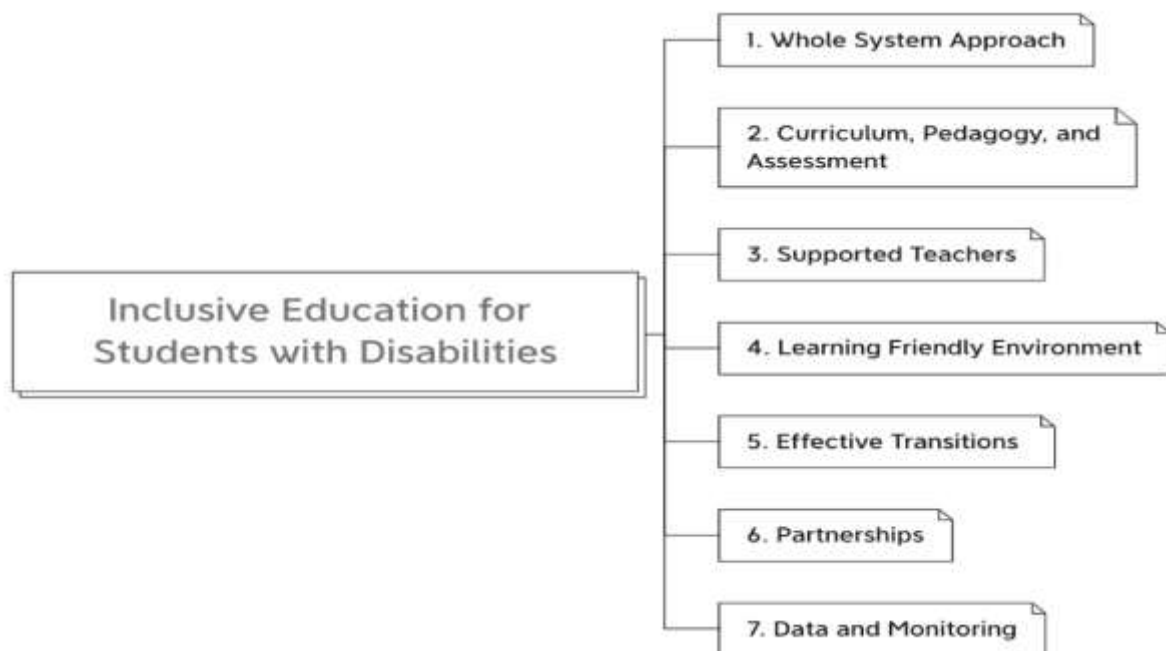 Inclusive Education for
Students with Disabilities
1. Whole System Approach
2. Curriculum, Pedagogy, and
Assessment
3. Supported Teachers
4. Learning Friendly Environment
5. Effective Transitions
6. Partnerships
7. Data and Monitoring